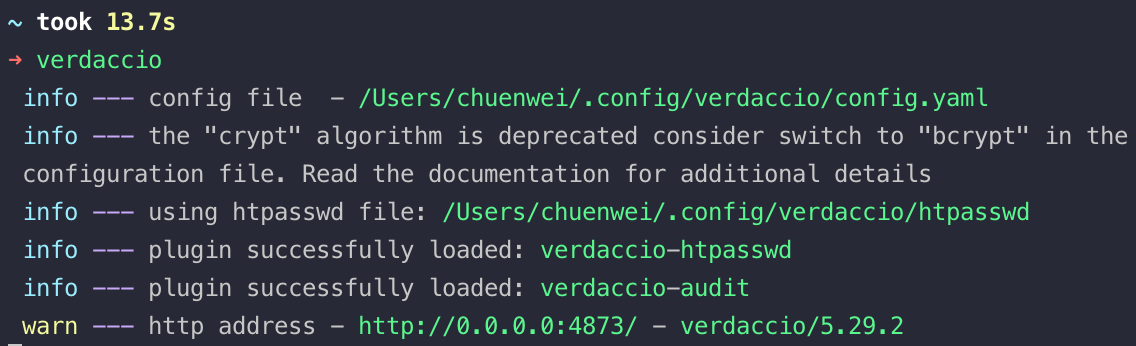 ~ took 13.7s
→ verdaccio
info --- config file  - /Users/chuenwei/.config/verdaccio/config.yaml
info --- the "crypt" algorithm is deprecated consider switch to "bcrypt" in the
configuration file. Read the documentation for additional details
info --- using htpasswd file: /Users/chuenwei/.config/verdaccio/htpasswd
info --- plugin successfully loaded: verdaccio-htpasswd
info --- plugin successfully loaded: verdaccio-audit
warn --- http address - http://0.0.0.0:4873/ - verdaccio/5.29.2